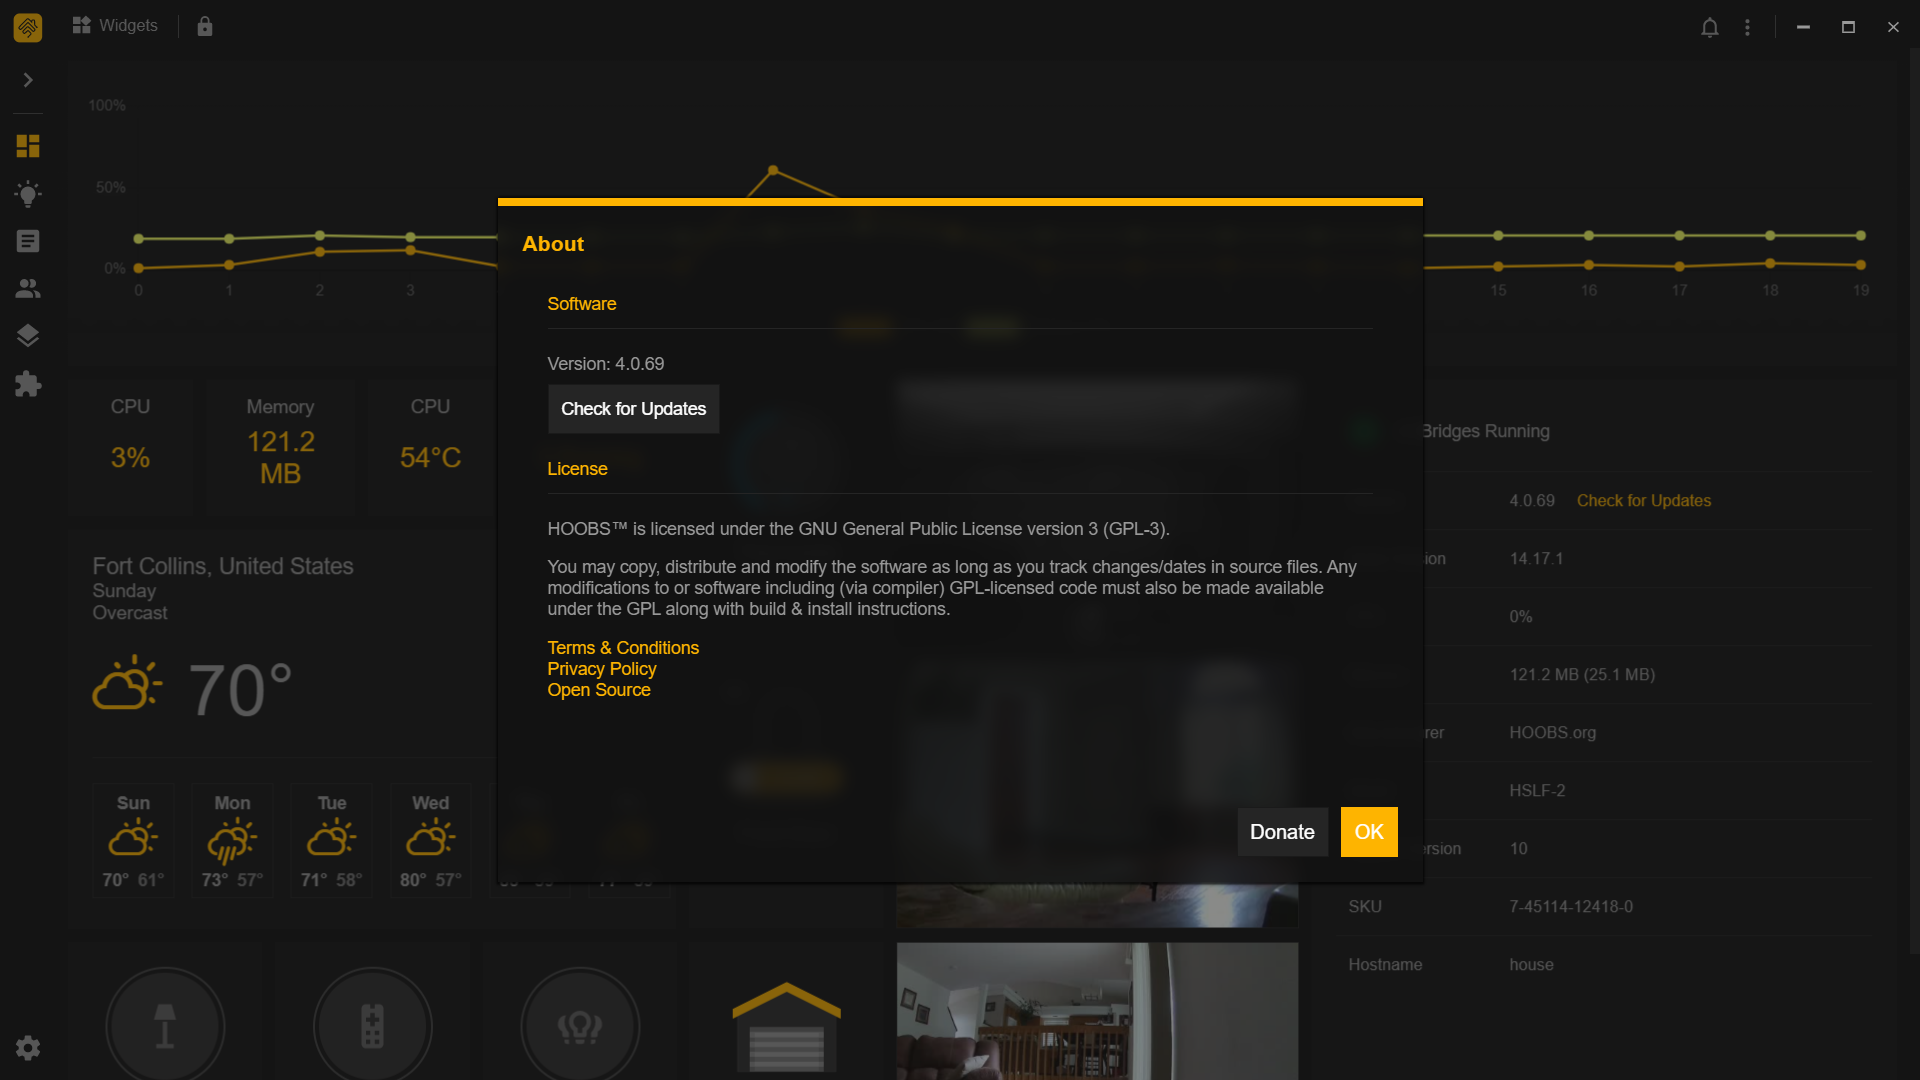 Widgets
100%
50%
0%
0 1 2 3 15 16 17 18 19
About
Software
Version: 4.0.69
Check for Updates
License
HOOBS™ is licensed under the GNU General Public License version 3 (GPL-3).
You may copy, distribute and modify the software as long as you track changes/dates in source files. Any
modifications to or software including (via compiler) GPL-licensed code must also be made available
under the GPL along with build & install instructions.
Terms & Conditions
Privacy Policy
Open Source
Donate OK
CPU
3%
Memory
121.2
MB
CPU
54°C
Fort Collins, United States
Sunday
Overcast
70°
Sun Mon Tue Wed
70° 61° 73° 57° 71° 58° 80° 57°
Bridges Running
4.0.69 Check for Updates
14.17.1
0%
121.2 MB (25.1 MB)
HOOBS.org
HSLF-2
10
SKU 7-45114-12418-0
Hostname house